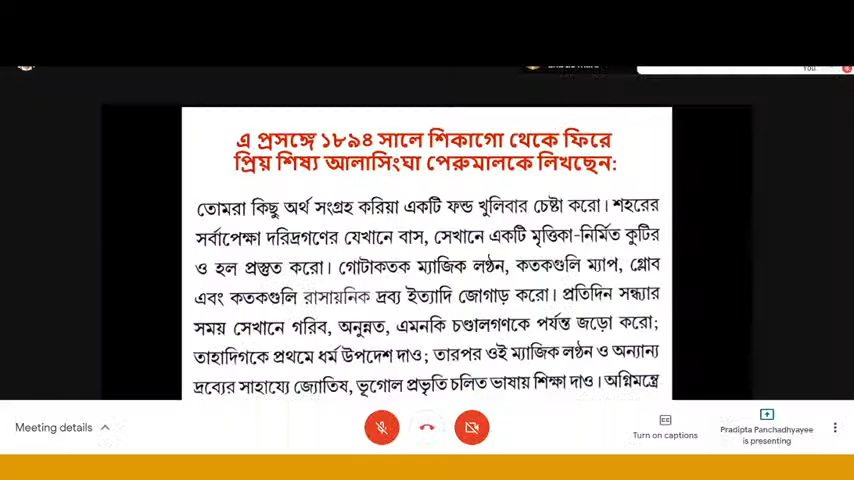 You
এ প্রসঙ্গে ১৮৯৪ সালে শিকাগো থেকে ফিরে
প্রিয় শিষ্য আলাসিংঘা পেরুমালকে লিখছেন:
তোমরা কিছু অর্থ সংগ্রহ করিয়া একটি ফন্ড খুলিবার চেষ্টা করো। শহরের
সর্বাপেক্ষা দরিদ্রগণের যেখানে বাস, সেখানে একটি মৃত্তিকা-নির্মিত কুটির
ও হল প্রস্তুত করো। গোটাকতক ম্যাজিক লণ্ঠন, কতকগুলি ম্যাপ, গ্লোব
এবং কতকগুলি রাসায়নিক দ্রব্য ইত্যাদি জোগাড় করো। প্রতিদিন সন্ধ্যার
সময় সেখানে গরিব, অনুন্নত, এমনকি চণ্ডালগণকে পর্যন্ত জড়ো করো;
তাহাদিগকে প্রথমে ধর্ম উপদেশ দাও; তারপর ওই ম্যাজিক লণ্ঠন ও অন্যান্য
দ্রব্যের সাহায্যে জ্যোতিষ, ভূগোল প্রভৃতি চলিত ভাষায় শিক্ষা দাও। অগ্নিমন্ত্রে
Meeting details
Turn on captions
Pradipta Panchadhyayee
is presenting